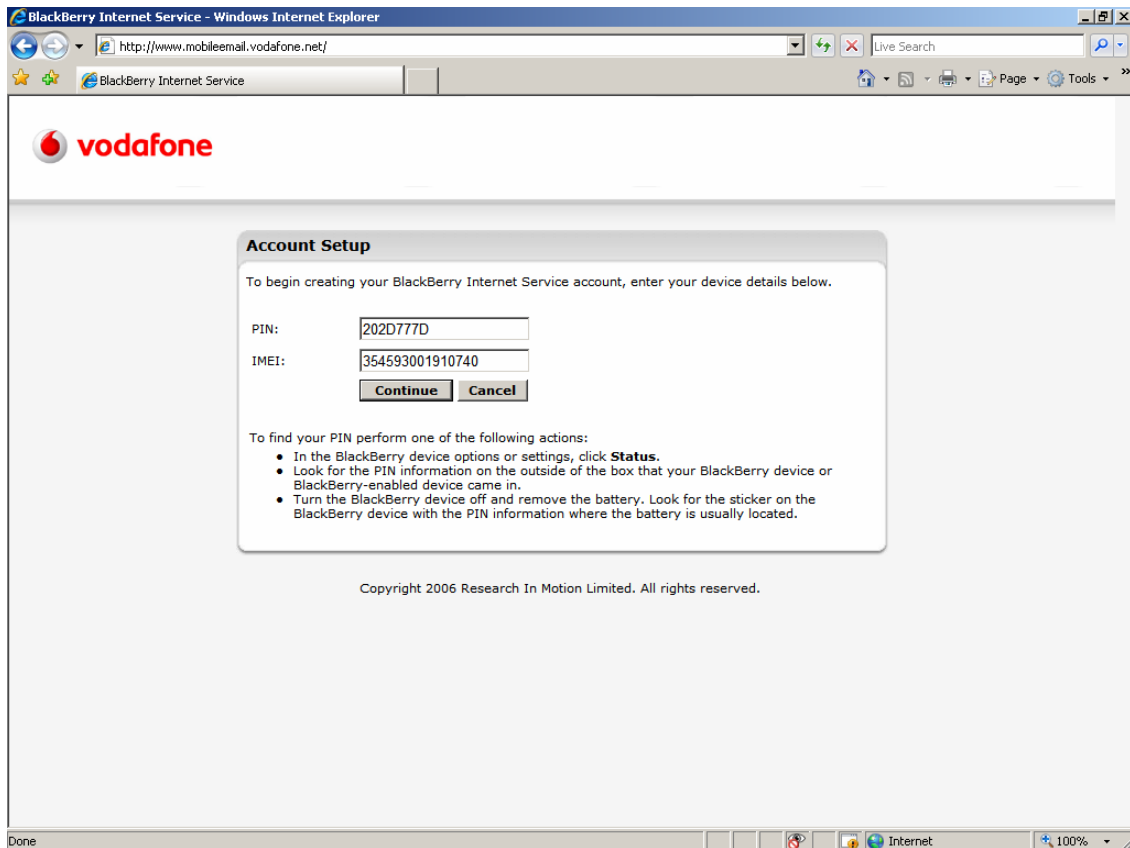 BlackBerry Internet Service - Windows Internet Explorer
http://www.mobileemail.vodafone.net/
Live Search
BlackBerry Internet Service
Page
Tools
»
vodafone
Account Setup
To begin creating your BlackBerry Internet Service account, enter your device details below.
PIN: 202D777D
IMEI: 354593001910740
Continue Cancel
To find your PIN perform one of the following actions:
• In the BlackBerry device options or settings, click Status.
• Look for the PIN information on the outside of the box that your BlackBerry device or
BlackBerry-enabled device came in.
• Turn the BlackBerry device off and remove the battery. Look for the sticker on the
BlackBerry device with the PIN information where the battery is usually located.
Copyright 2006 Research In Motion Limited. All rights reserved.
Done
Internet
100%